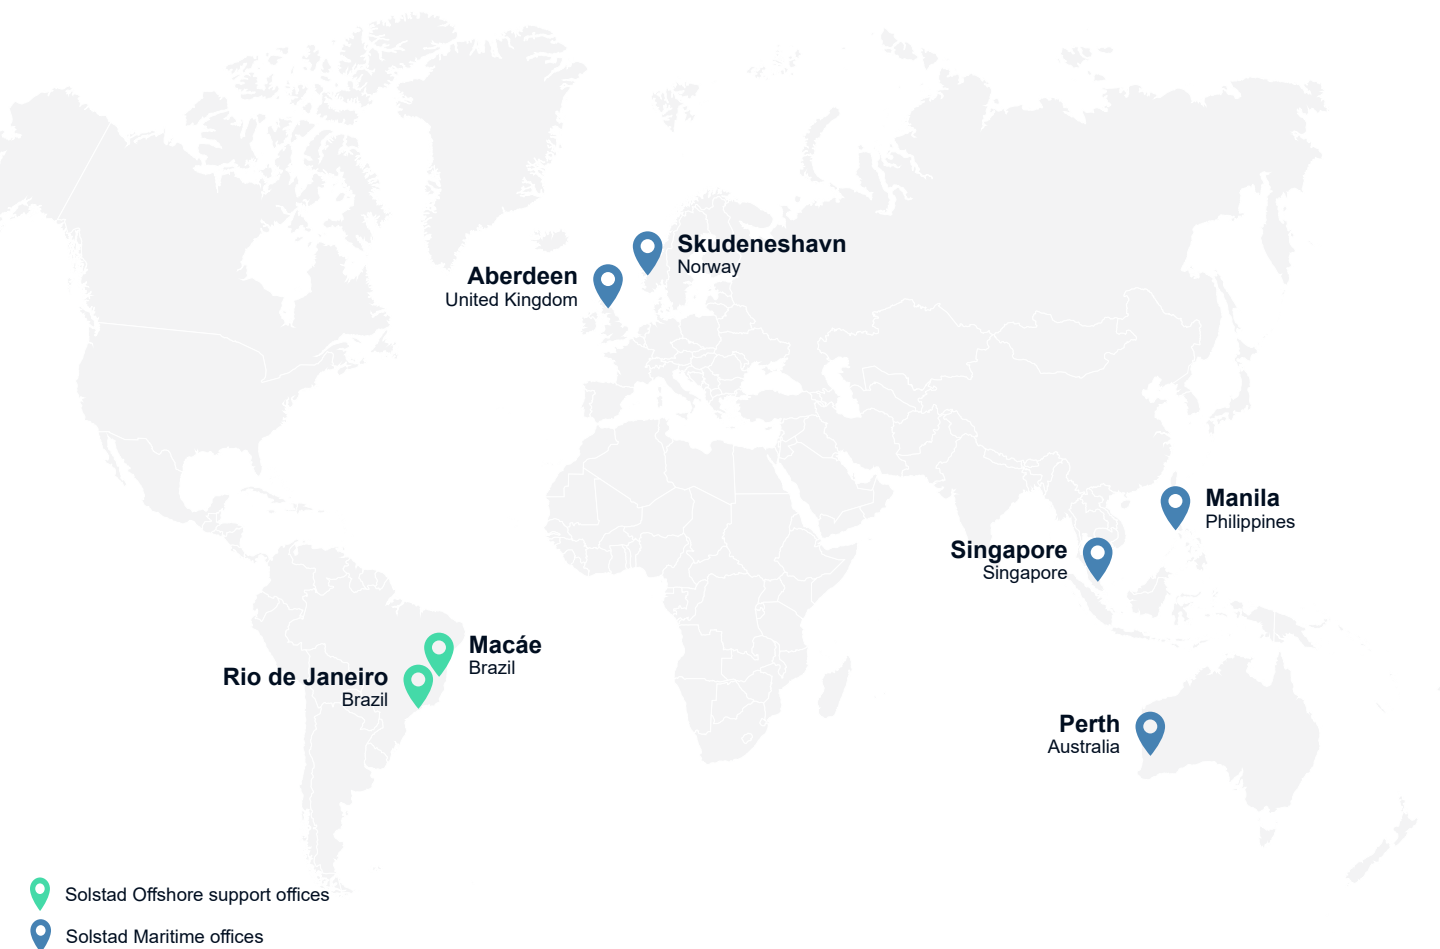 Skudeneshavn
Norway
Aberdeen
United Kingdom
Manila
Philippines
Singapore
Singapore
Macáe
Brazil
Rio de Janeiro
Brazil
Perth
Australia
Solstad Offshore support offices
Solstad Maritime offices